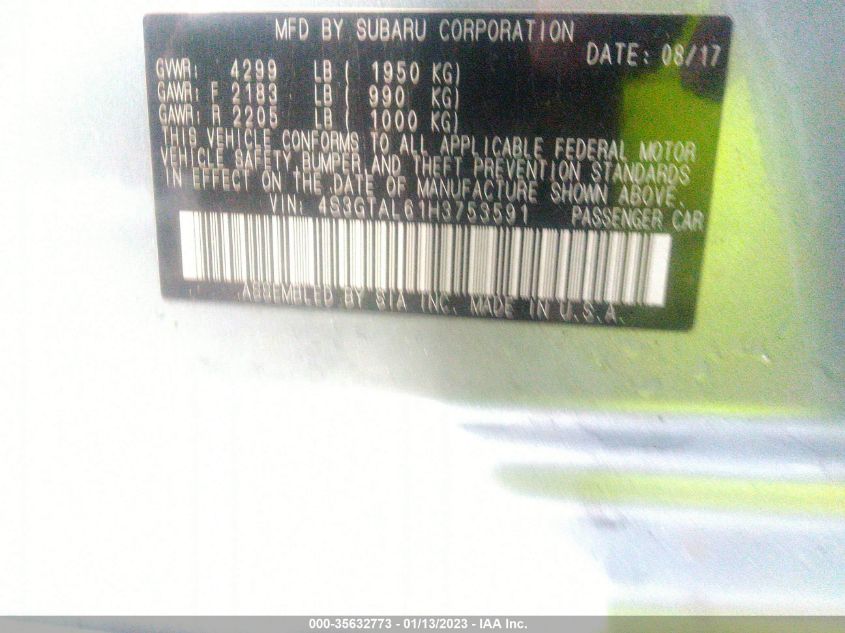 MFD BY SUBARU CORPORATION
DATE: 08/17
GVWR: 4299 LB ( 1950 KG)
GAWR: F 2183 LB ( 990 KG)
GAWR: R 2205 LB ( 1000 KG)
THIS VEHICLE CONFORMS TO ALL APPLICABLE FEDERAL MOTOR
VEHICLE SAFETY BUMPER AND THEFT PREVENTION STANDARDS
IN EFFECT ON THE DATE OF MANUFACTURE SHOWN ABOVE.
VIN: 4S3GTAL61H3753591 PASSENGER CAR
ASSEMBLED BY SIA INC. MADE IN U.S.A.
000-35632773 - 01/13/2023 - IAA Inc.